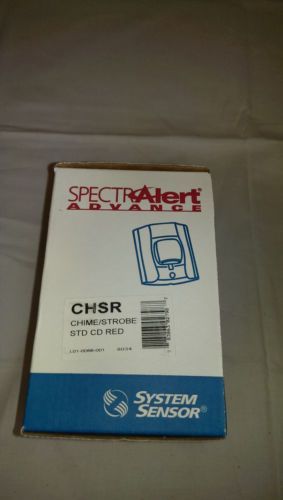 SPECTRAlert®
ADVANCE
CHSR
CHIME/STROBE
STD CD RED
SYSTEM
SENSOR®